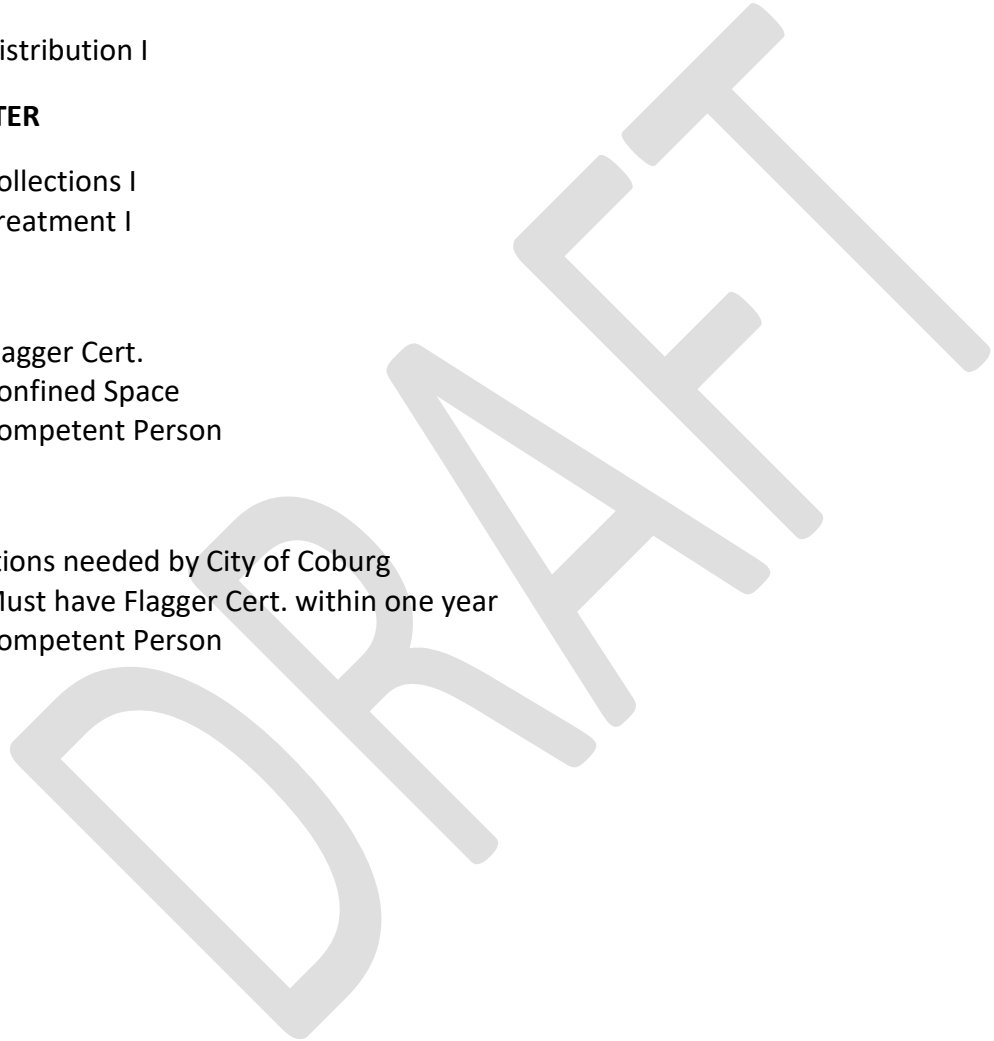 istribution I
TER
ollections I
reatment I
agger Cert.
onfined Space
ompetent Person
tions needed by City of Coburg
Must have Flagger Cert. within one year
ompetent Person
DRAFT